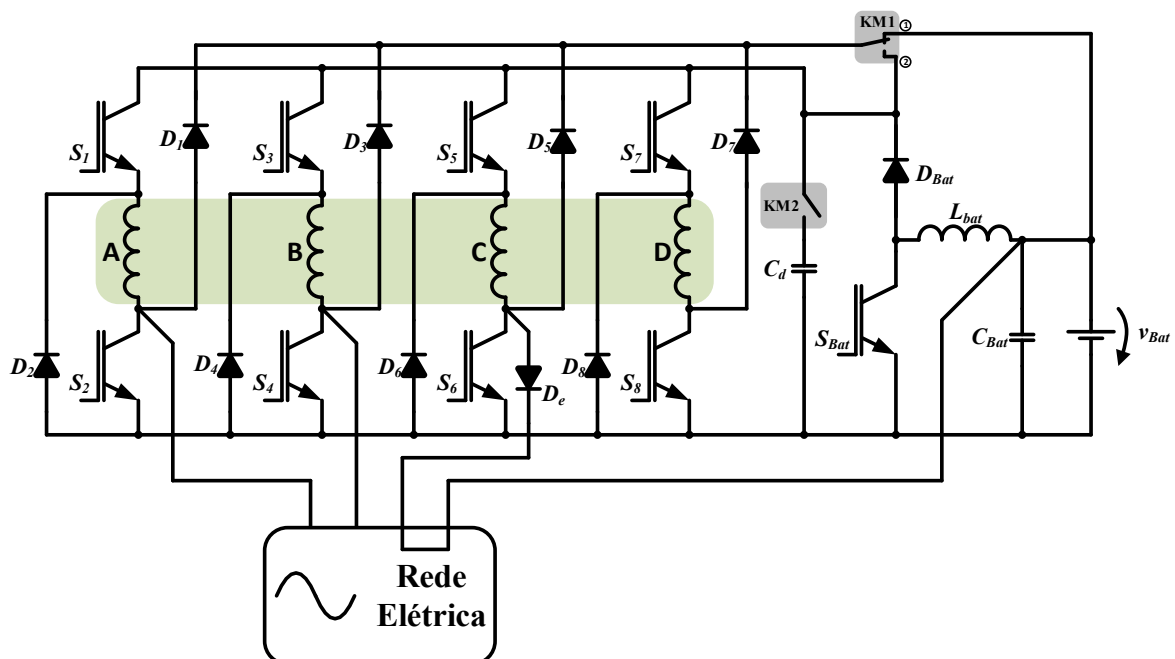 KM1 ①
②
S1 D1 S3 D3 S5 D5 S7 D7
DBat
KM2
Lbat
A B C D
Cd
SBat CBat vBat
D2 S2 D4 S4 D6 S6 De D8 S8
Rede
Elétrica